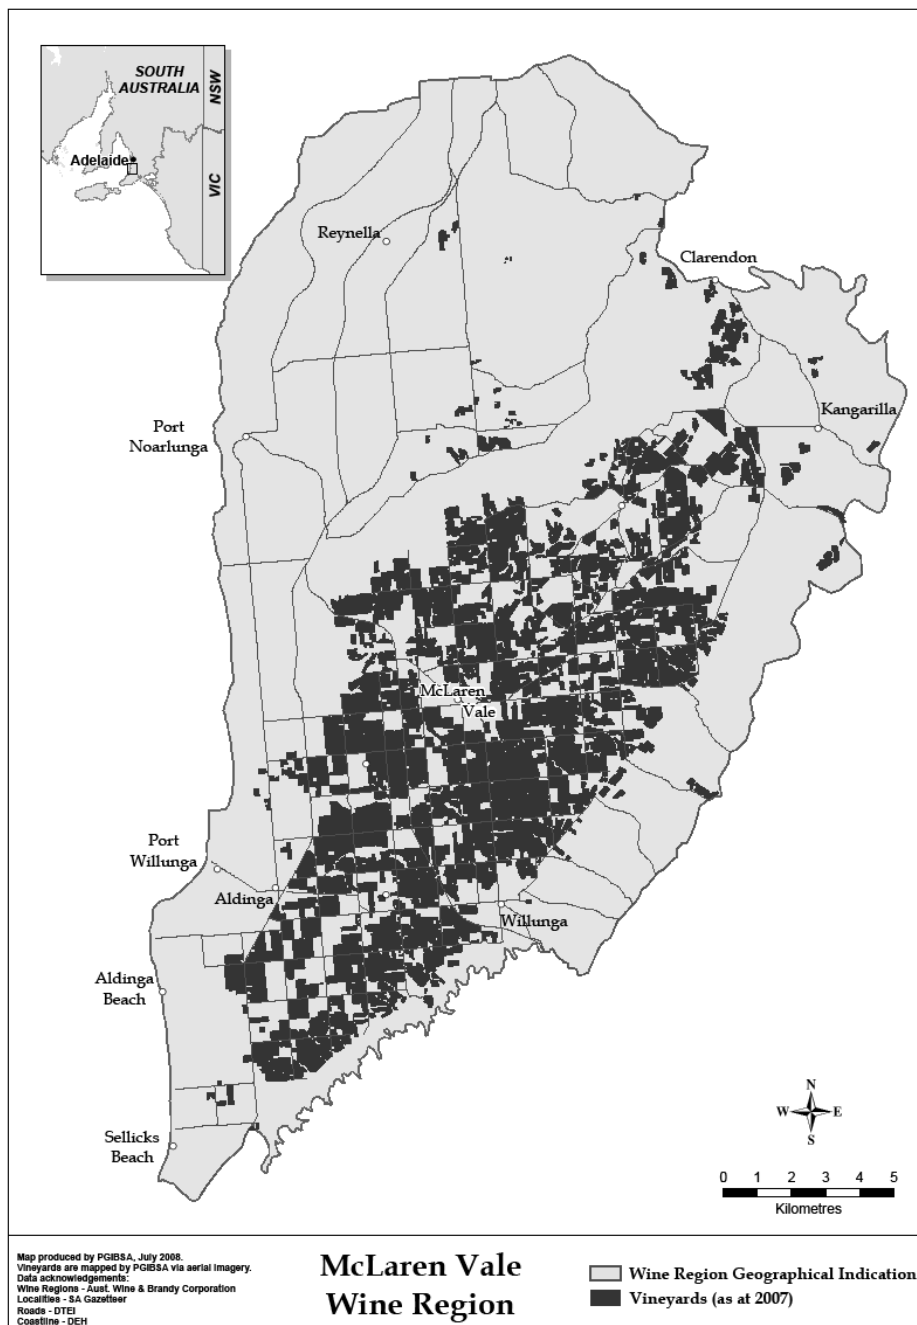 SOUTH
AUSTRALIA
NSW
Adelaide
VIC
Reynella
Clarendon
Kangarilla
Port
Noarlunga
McLaren
Vale
Port
Willunga
Aldinga
Willunga
Aldinga
Beach
Sellicks
Beach
N
W E
S
0 1 2 3 4 5
Kilometres
Map produced by PGIBSA, July 2008.
Vineyards are mapped by PGIBSA via aerial imagery.
Data acknowledgements:
Wine Regions - Aust. Wine & Brandy Corporation
Localities - SA Gazetteer
Roads - DTEI
Coastline - DEH
McLaren Vale
Wine Region
Wine Region Geographical Indication
Vineyards (as at 2007)